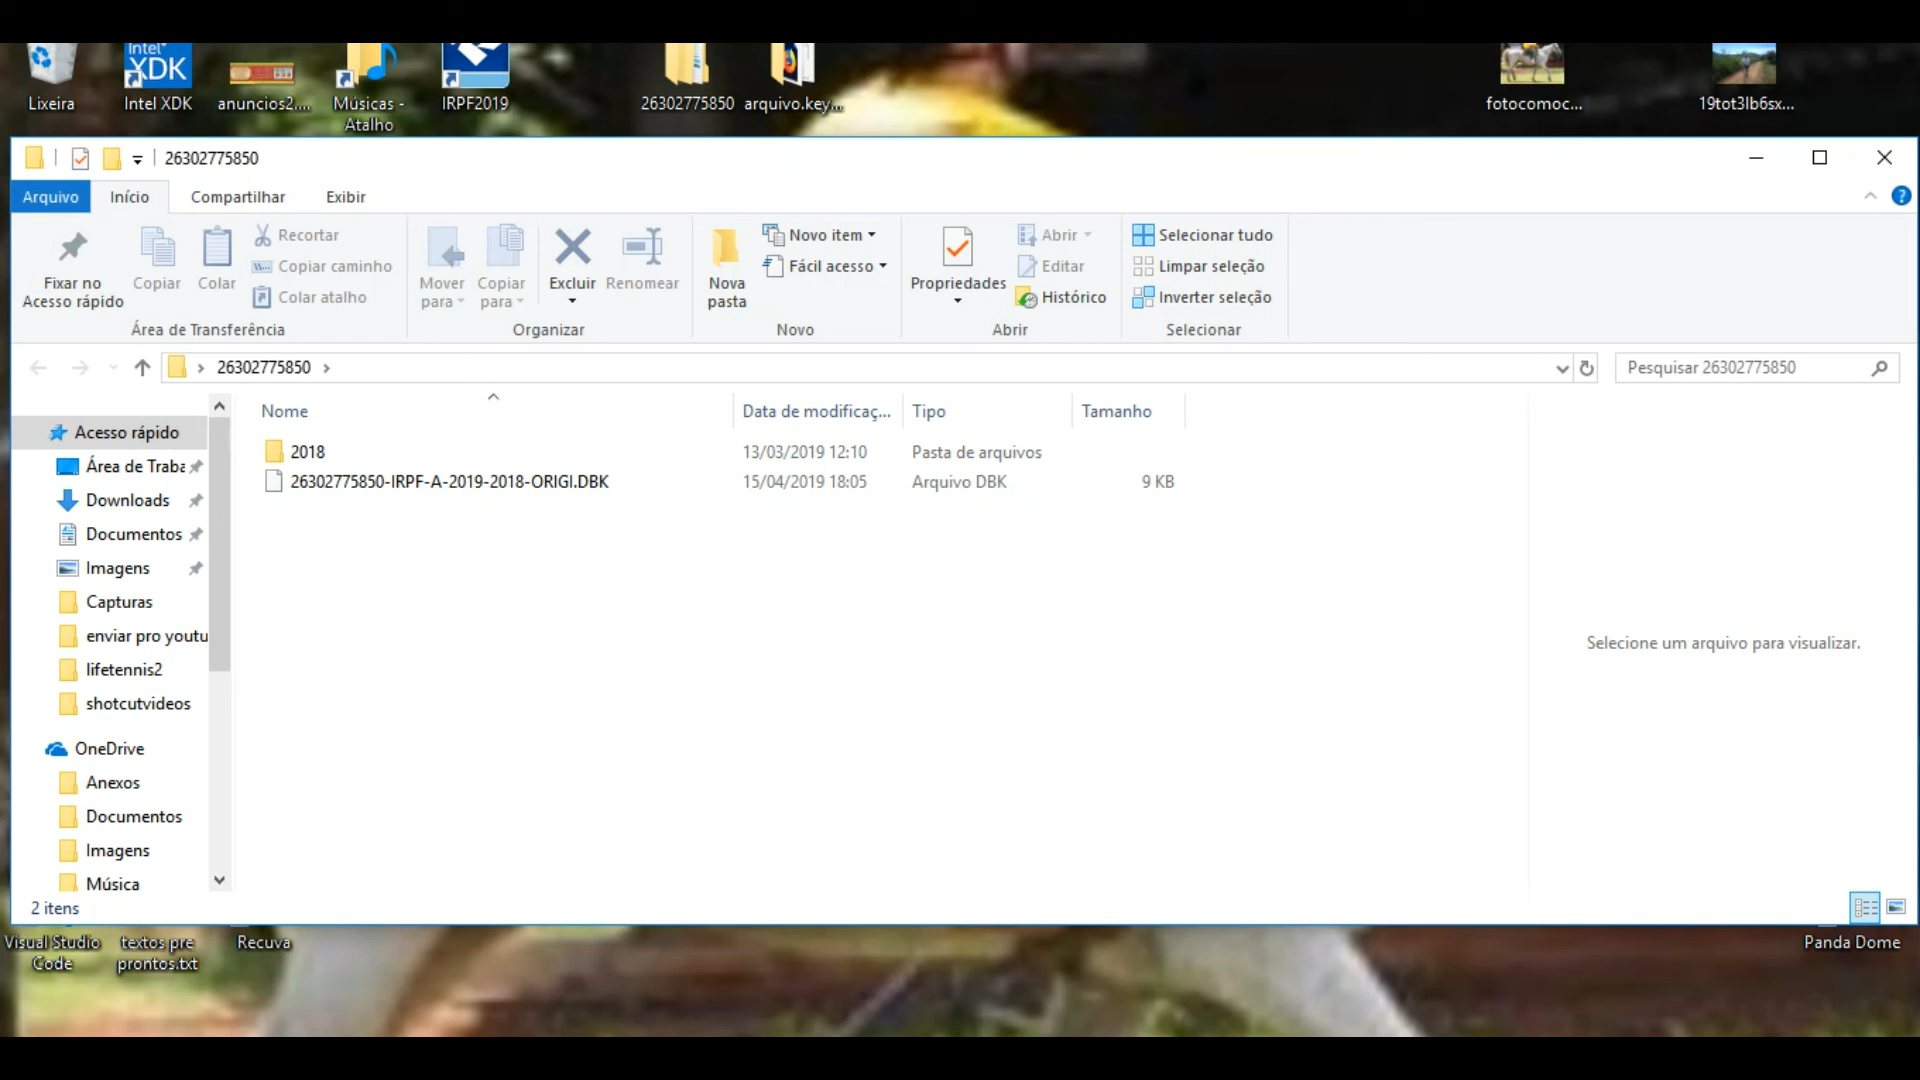 Intel
XDK
Lixeira
Intel XDK
anuncios2....
Músicas -
Atalho
IRPF2019
26302775850
arquivo.key...
fotocomoc...
19tot3lb6sx...
26302775850
Arquivo
Início
Compartilhar
Exibir
Fixar no
Acesso rápido
Copiar
Colar
Recortar
Copiar caminho
Colar atalho
Área de Transferência
Mover
para
Copiar
para
Excluir
Renomear
Organizar
Nova
pasta
Novo item
Fácil acesso
Novo
Propriedades
Abrir
Editar
Histórico
Abrir
Selecionar tudo
Limpar seleção
Inverter seleção
Selecionar
26302775850
Pesquisar 26302775850
Nome
Data de modificaç...
Tipo
Tamanho
2018
13/03/2019 12:10
Pasta de arquivos
26302775850-IRPF-A-2019-2018-ORIGI.DBK
15/04/2019 18:05
Arquivo DBK
9 KB
Acesso rápido
Área de Traba
Downloads
Documentos
Imagens
Capturas
enviar pro youtu
lifetennis2
shotcutvideos
OneDrive
Anexos
Documentos
Imagens
Música
Selecione um arquivo para visualizar.
2 itens
Visual Studio
Code
textos pre
prontos.txt
Recuva
Panda Dome